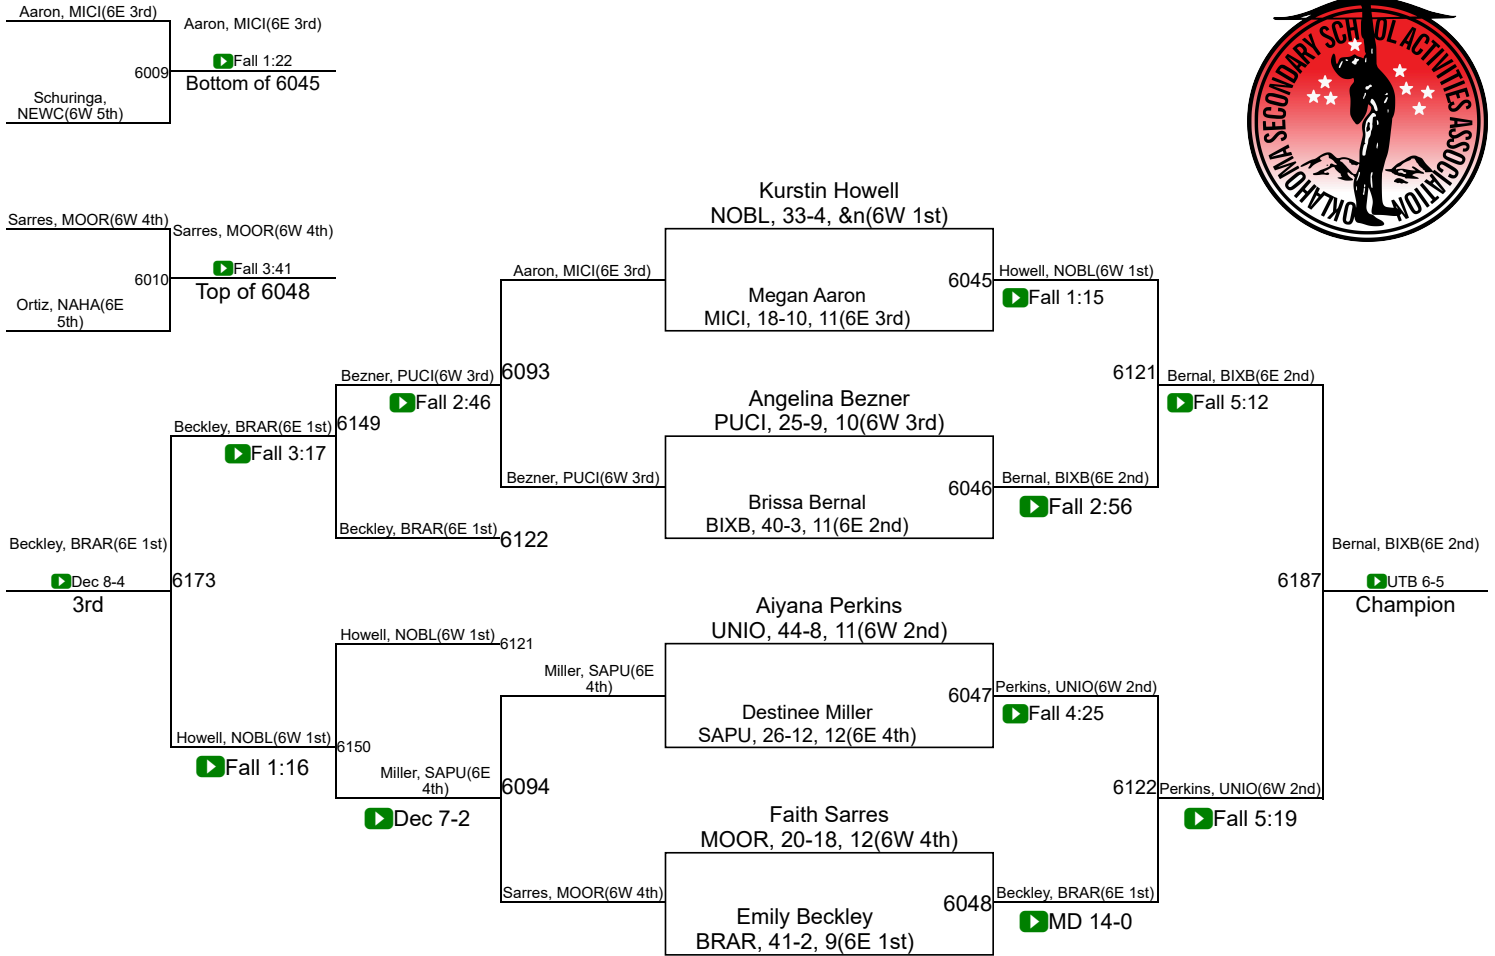 Aaron, MICI(6E 3rd)
Aaron, MICI(6E 3rd)
Fall 1:22
6009
Bottom of 6045
Schuringa,
NEWC(6W 5th)
OKLAHOMA SECONDARY SCHOOL ACTIVITIES ASSOCIATION
Sarres, MOOR(6W 4th)
Sarres, MOOR(6W 4th)
Fall 3:41
6010
Top of 6048
Ortiz, NAHA(6E
5th)
Kurstin Howell
NOBL, 33-4, &n(6W 1st)
Aaron, MICI(6E 3rd)
6045
Howell, NOBL(6W 1st)
Megan Aaron
MICI, 18-10, 11(6E 3rd)
Fall 1:15
Bezner, PUCI(6W 3rd)
6093
6121
Bernal, BIXB(6E 2nd)
Fall 2:46
Fall 5:12
Angelina Bezner
PUCI, 25-9, 10(6W 3rd)
Beckley, BRAR(6E 1st)
6149
Fall 3:17
Bezner, PUCI(6W 3rd)
6046
Bernal, BIXB(6E 2nd)
Brissa Bernal
BIXB, 40-3, 11(6E 2nd)
Fall 2:56
Beckley, BRAR(6E 1st)
6122
Beckley, BRAR(6E 1st)
Dec 8-4
6173
3rd
Bernal, BIXB(6E 2nd)
6187
UTB 6-5
Champion
Aiyana Perkins
UNIO, 44-8, 11(6W 2nd)
Howell, NOBL(6W 1st)
6121
Miller, SAPU(6E
4th)
6047
Perkins, UNIO(6W 2nd)
Destinee Miller
SAPU, 26-12, 12(6E 4th)
Fall 4:25
Howell, NOBL(6W 1st)
6150
Fall 1:16
Miller, SAPU(6E
4th)
6094
6122
Perkins, UNIO(6W 2nd)
Dec 7-2
Fall 5:19
Faith Sarres
MOOR, 20-18, 12(6W 4th)
Sarres, MOOR(6W 4th)
6048
Beckley, BRAR(6E 1st)
Emily Beckley
BRAR, 41-2, 9(6E 1st)
MD 14-0